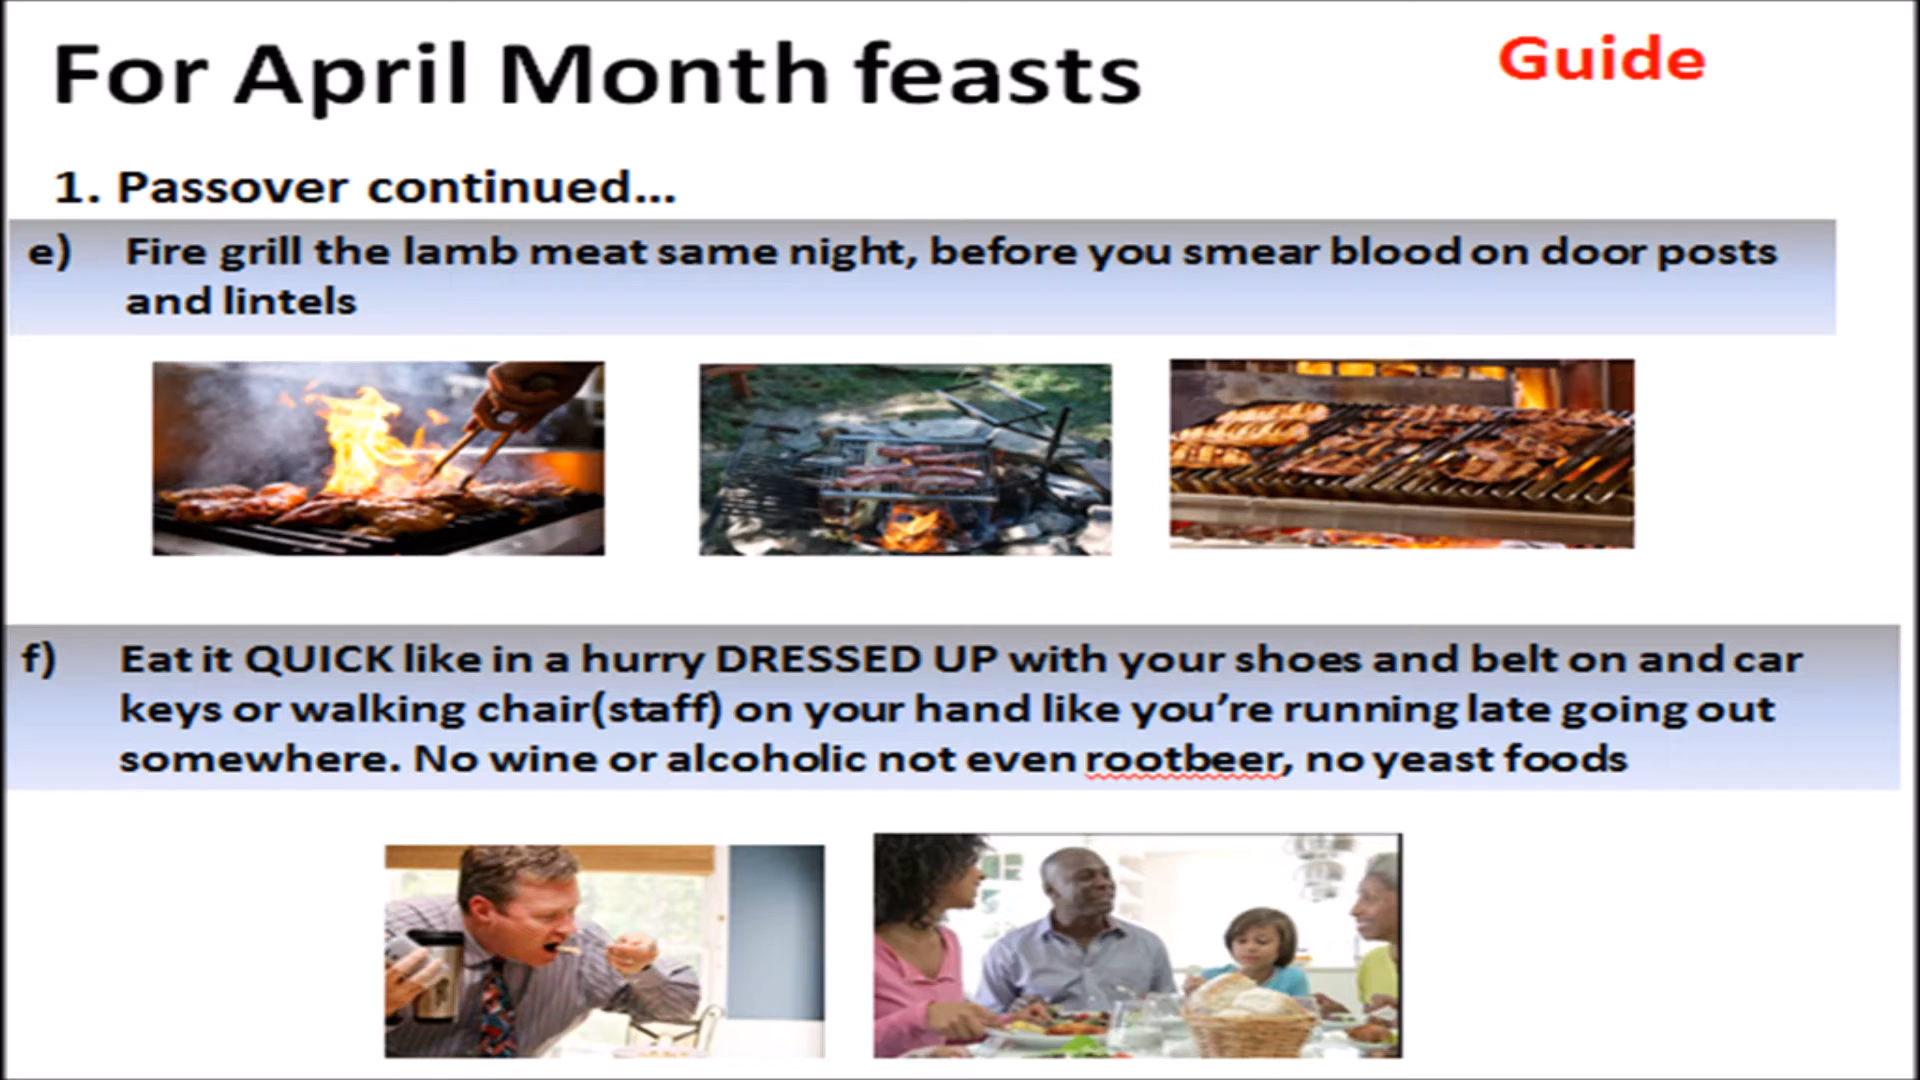 For April Month feasts
Guide
1. Passover continued...
e) Fire grill the lamb meat same night, before you smear blood on door posts
and lintels
f) Eat it QUICK like in a hurry DRESSED UP with your shoes and belt on and car
keys or walking chair(staff) on your hand like you're running late going out
somewhere. No wine or alcoholic not even rootbeer, no yeast foods